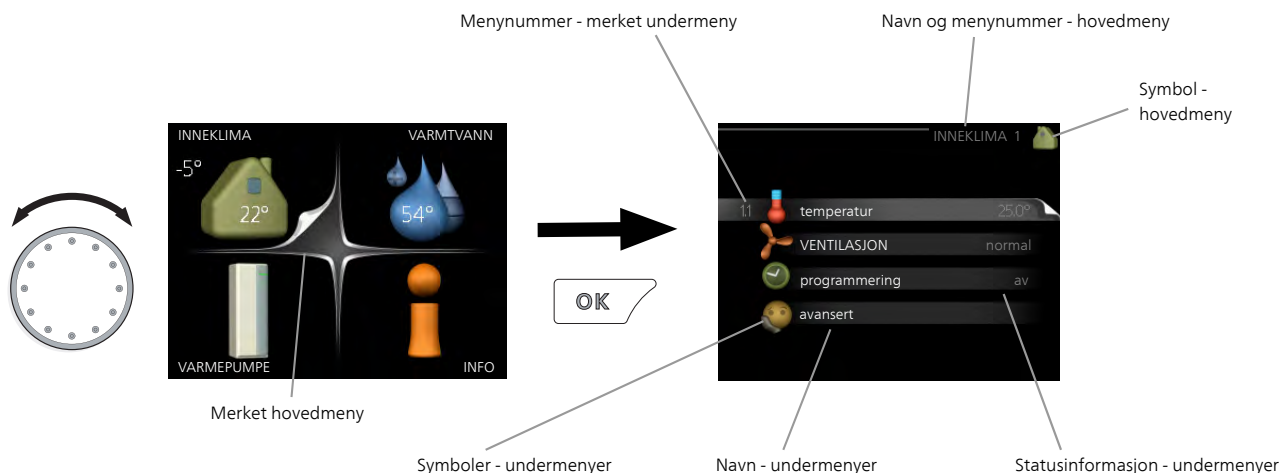 Menynummer - merket undermeny
Navn og menynummer - hovedmeny
Symbol -
hovedmeny
INNEKLIMA
VARMTVANN
-5°
22°
54°
VARMEPUMPE
INFO
Merket hovedmeny
OK
INNEKLIMA 1
1.1 temperatur 25.0°
VENTILASJON normal
programmering av
avansert
Symboler - undermenyer
Navn - undermenyer
Statusinformasjon - undermenyer